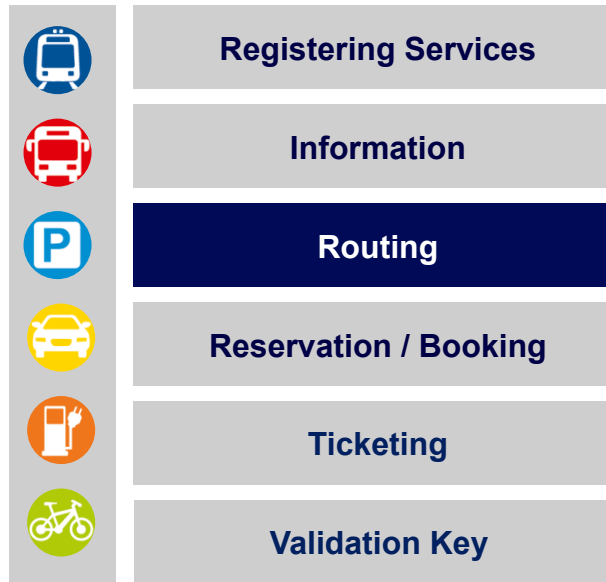 Registering Services
Information
P
Routing
Reservation / Booking
Ticketing
Validation Key